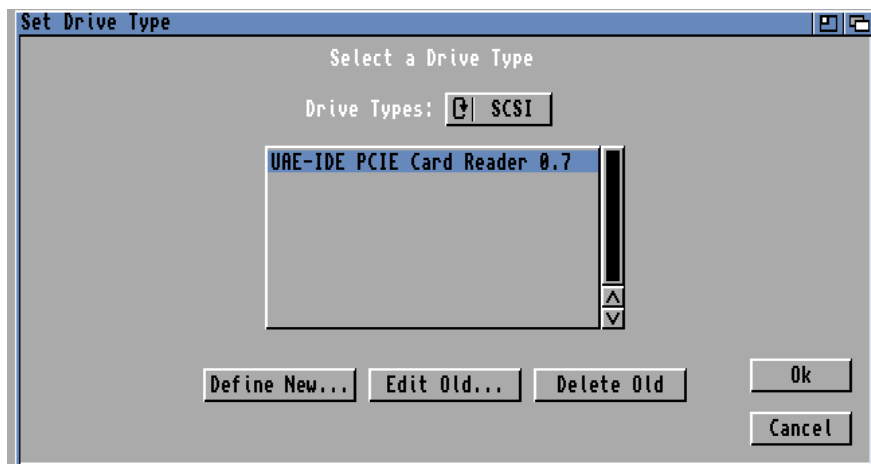 Set Drive Type
Select a Drive Type
Drive Types: SCSI
UAE-IDE PCIE Card Reader 0.7
Define New... Edit Old... Delete Old
Ok
Cancel